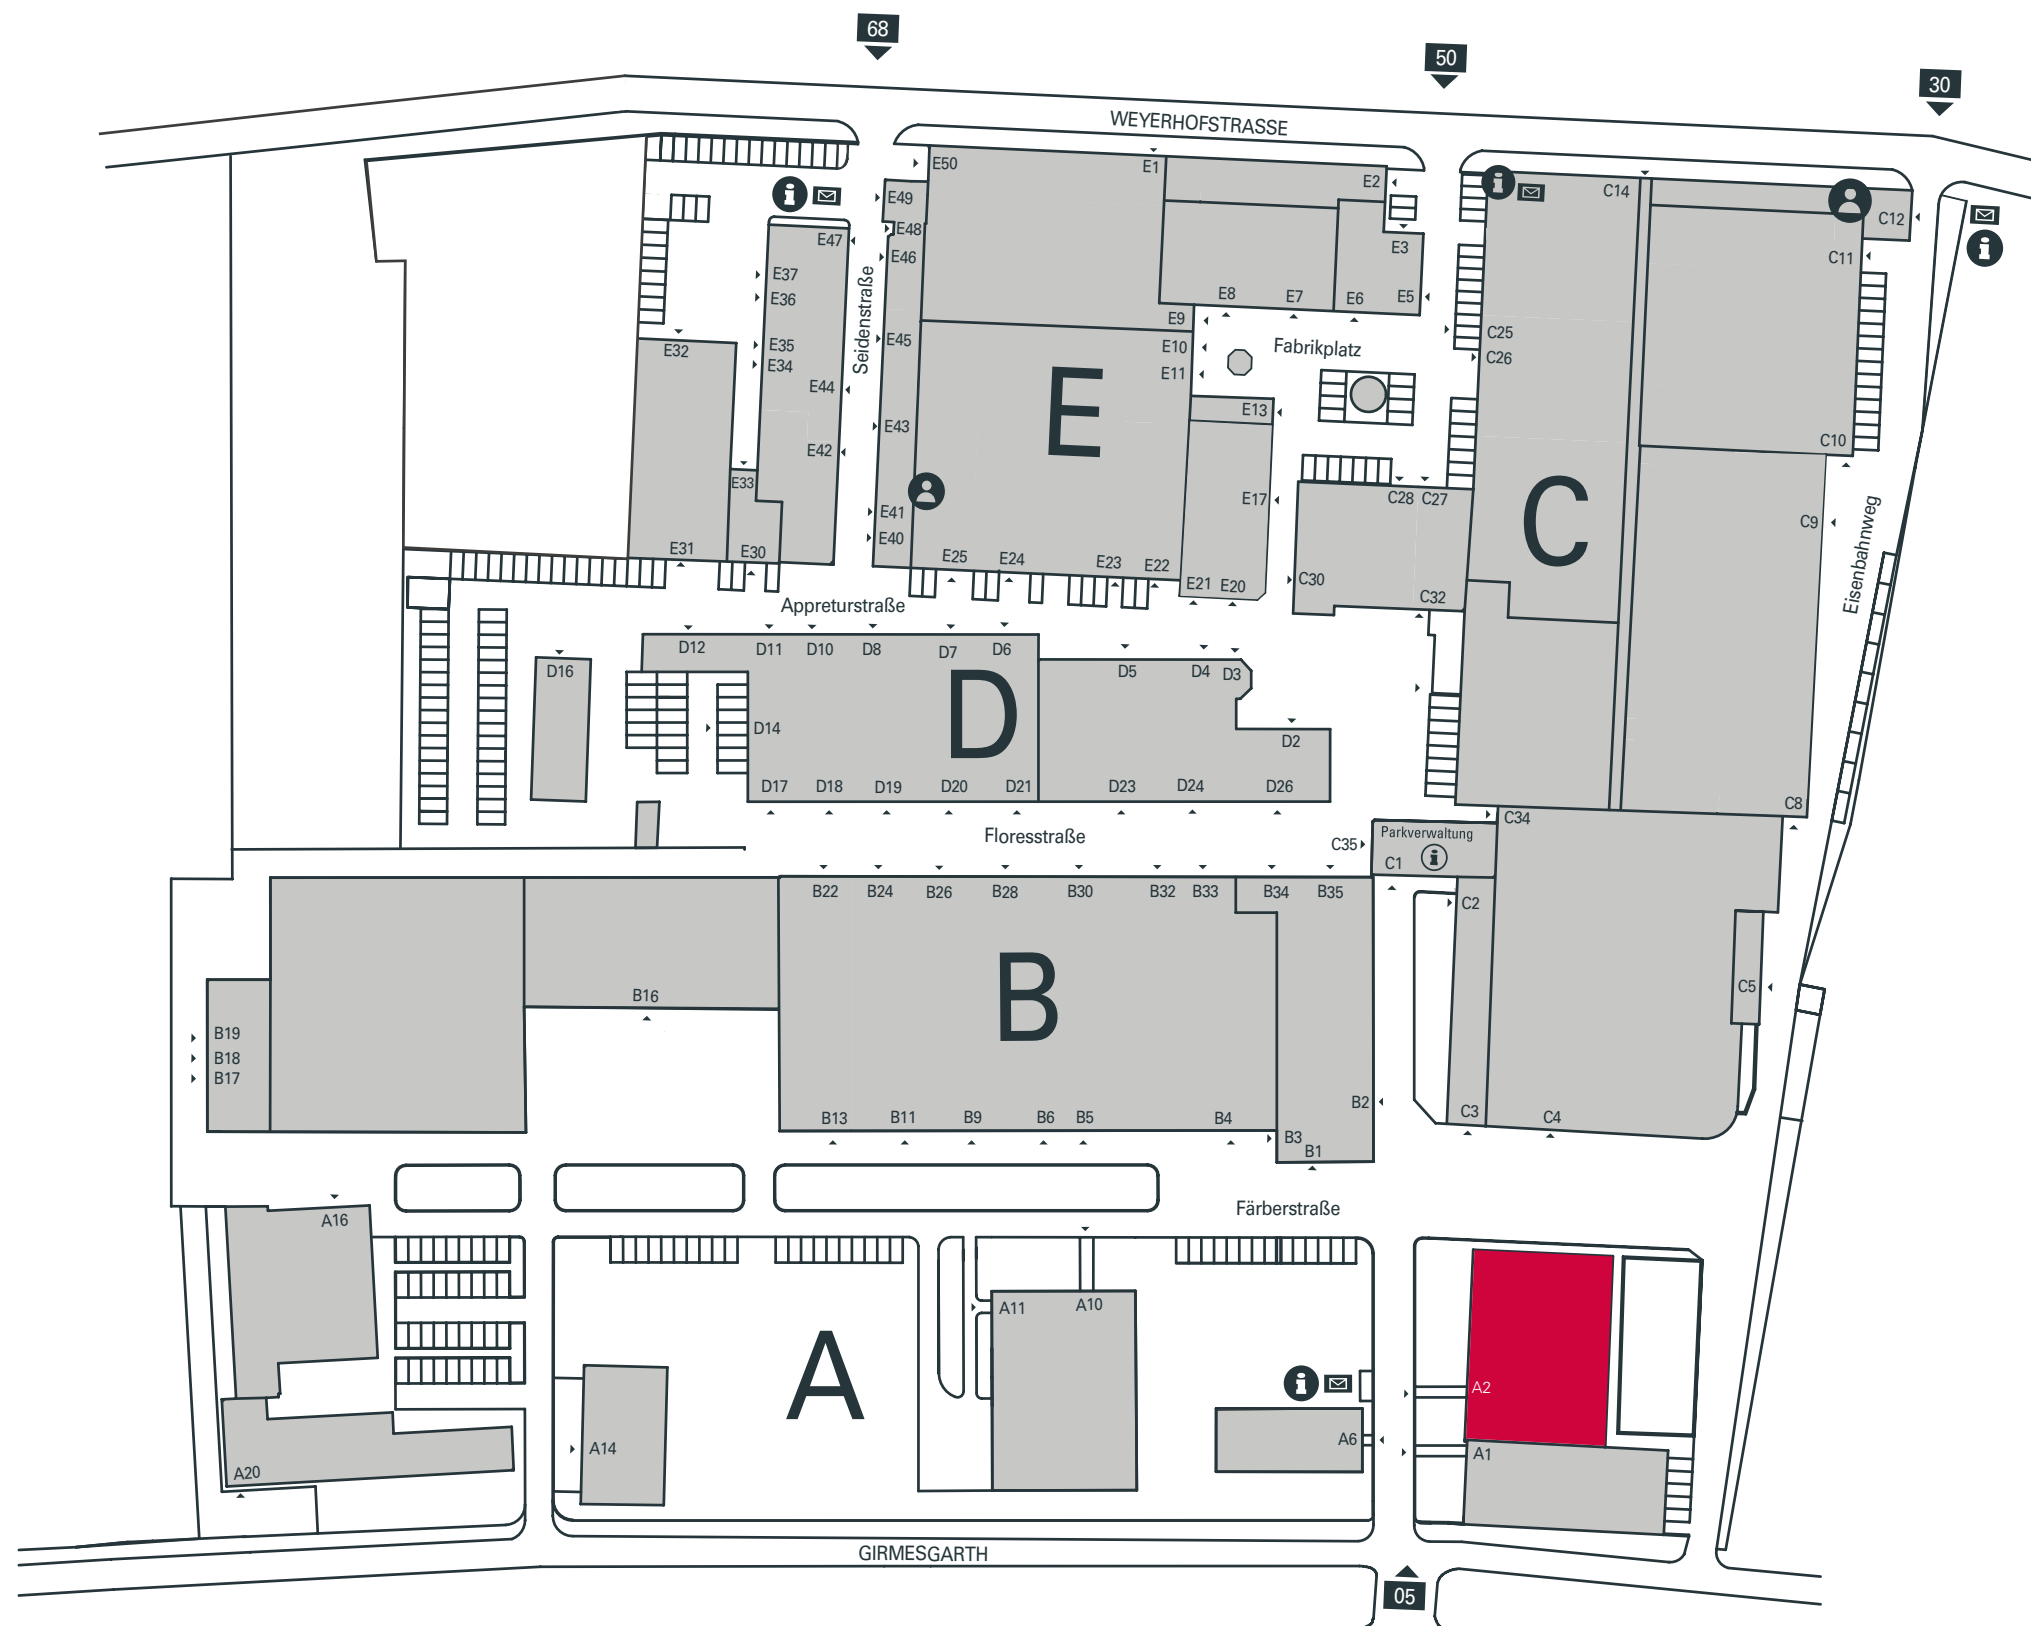 68
50
30
WEYERHOFSTRASSE
E50
E1
E2
C14
C12
E49
E48
E47
E46
E3
C11
E37
E36
Seidenstraße
E8
E7
E6
E5
E9
E45
E10
Fabrikplatz
C25
C26
E32
E35
E34
E11
E44
E
E13
E43
E42
C10
E33
E17
C28
C27
C
C9
Eisenbahnweg
E41
E40
E31
E30
E25
E24
E23
E22
E21
E20
C30
C32
Appreturstraße
D12
D11
D10
D8
D7
D6
D16
D5
D4
D3
D
D14
D2
D17
D18
D19
D20
D21
D23
D24
D26
C8
C34
Floresstraße
Parkverwaltung
C35
C1
B22
B24
B26
B28
B30
B32
B33
B34
B35
C2
B16
B
C5
B19
B18
B17
B13
B11
B9
B6
B5
B4
B2
B3
B1
C3
C4
Färberstraße
A16
A11
A10
A
A2
A14
A6
A1
A20
GIRMESGARTH
05